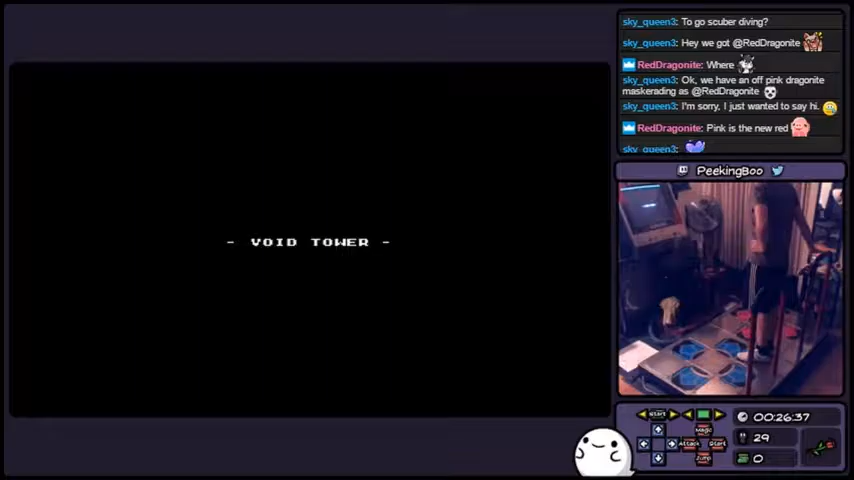 sky_queen3: To go scuber diving?
sky_queen3: Hey we got @RedDragonite
RedDragonite: Where
sky_queen3: Ok, we have an off pink dragonite
maskerading as @RedDragonite
sky_queen3: I'm sorry, I just wanted to say hi.
RedDragonite: Pink is the new red
sky_queen3:
PeekingBoo
- VOID TOWER -
Start
Magic
Attack
Start
Jump
00:26:37
29
0